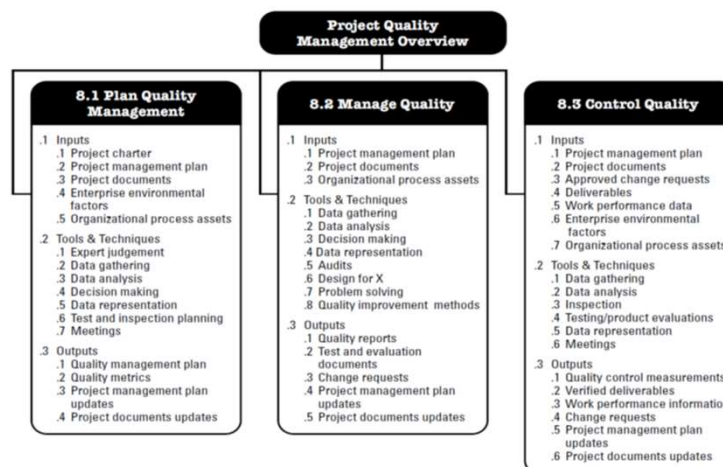 Project Quality
Management Overview
8.1 Plan Quality
Management
.1 Inputs
.1 Project charter
.2 Project management plan
.3 Project documents
.4 Enterprise environmental
factors
.5 Organizational process assets
.2 Tools & Techniques
.1 Expert judgement
.2 Data gathering
.3 Data analysis
.4 Decision making
.5 Data representation
.6 Test and inspection planning
.7 Meetings
.3 Outputs
.1 Quality management plan
.2 Quality metrics
.3 Project management plan
updates
.4 Project documents updates
8.2 Manage Quality
.1 Inputs
.1 Project management plan
.2 Project documents
.3 Organizational process assets
.2 Tools & Techniques
.1 Data gathering
.2 Data analysis
.3 Decision making
.4 Data representation
.5 Audits
.6 Design for X
.7 Problem solving
.8 Quality improvement methods
.3 Outputs
.1 Quality reports
.2 Test and evaluation
documents
.3 Change requests
.4 Project management plan
updates
.5 Project documents updates
8.3 Control Quality
.1 Inputs
.1 Project management plan
.2 Project documents
.3 Approved change requests
.4 Deliverables
.5 Work performance data
.6 Enterprise environmental
factors
.7 Organizational process assets
.2 Tools & Techniques
.1 Data gathering
.2 Data analysis
.3 Inspection
.4 Testing/product evaluations
.5 Data representation
.6 Meetings
.3 Outputs
.1 Quality control measurements
.2 Verified deliverables
.3 Work performance informatio
.4 Change requests
.5 Project management plan
updates
.6 Project documents updates